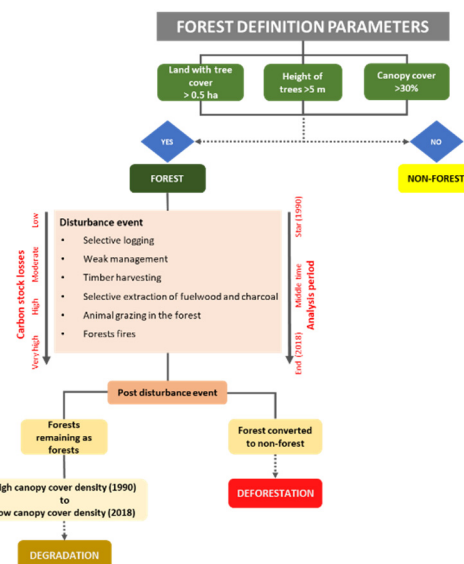 FOREST DEFINITION PARAMETERS
Land with tree
cover
> 0.5 ha
Height of
trees >5 m
Canopy cover
>30%
YES
NO
FOREST
NON-FOREST
Carbon stock losses
Low
Moderate
High
Very high
Disturbance event
• Selective logging
• Weak management
• Timber harvesting
• Selective extraction of fuelwood and charcoal
• Animal grazing in the forest
• Forests fires
Star (1990)
Middle time
End (2018)
Analysis period
Post disturbance event
Forests
remaining as
forests
Forest converted
to non-forest
igh canopy cover density (1990)
to
ow canopy cover density (2018)
DEFORESTATION
DEGRADATION